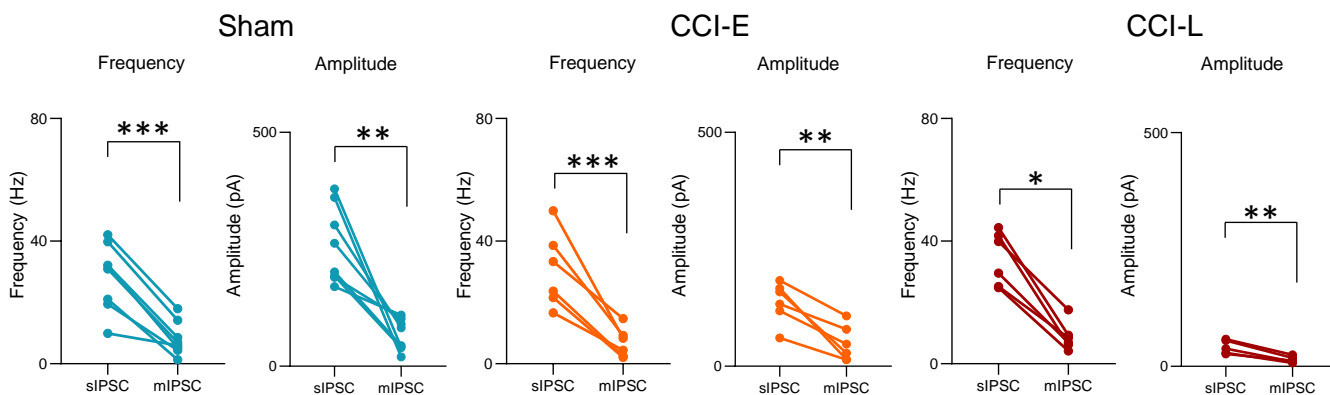 Sham
CCI-E
CCI-L
Frequency
Amplitude
Frequency
Amplitude
Frequency
Amplitude
80
40
0
Frequency (Hz)
***
sIPSC mIPSC
500
0
Amplitude (pA)
**
sIPSC mIPSC
80
40
0
Frequency (Hz)
***
sIPSC mIPSC
500
0
Amplitude (pA)
**
sIPSC mIPSC
80
40
0
Frequency (Hz)
*
sIPSC mIPSC
500
0
Amplitude (pA)
**
sIPSC mIPSC